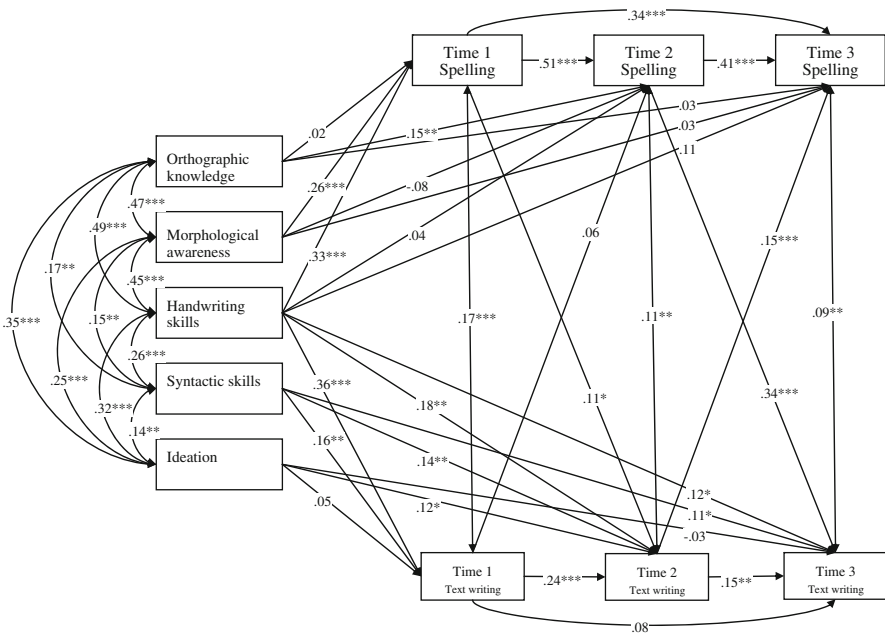 .34***
Time 1
Spelling
.51***
Time 2
Spelling
.41***
Time 3
Spelling
.02
.15**
.03
.03
.11
Orthographic
knowledge
.26***
-.08
.47***
.49***
Morphological
awareness
.33***
.04
.06
.15***
.17**
.45***
.35***
.15**
Handwriting
skills
.17***
.11**
.09**
.26***
.25***
Syntactic skills
.32***
.36***
.18**
.11*
.34***
.14**
Ideation
.16**
.14**
.05
.12*
.12*
.11*
-.03
Time 1
Text writing
.24***
Time 2
Text writing
.15**
Time 3
Text writing
.08